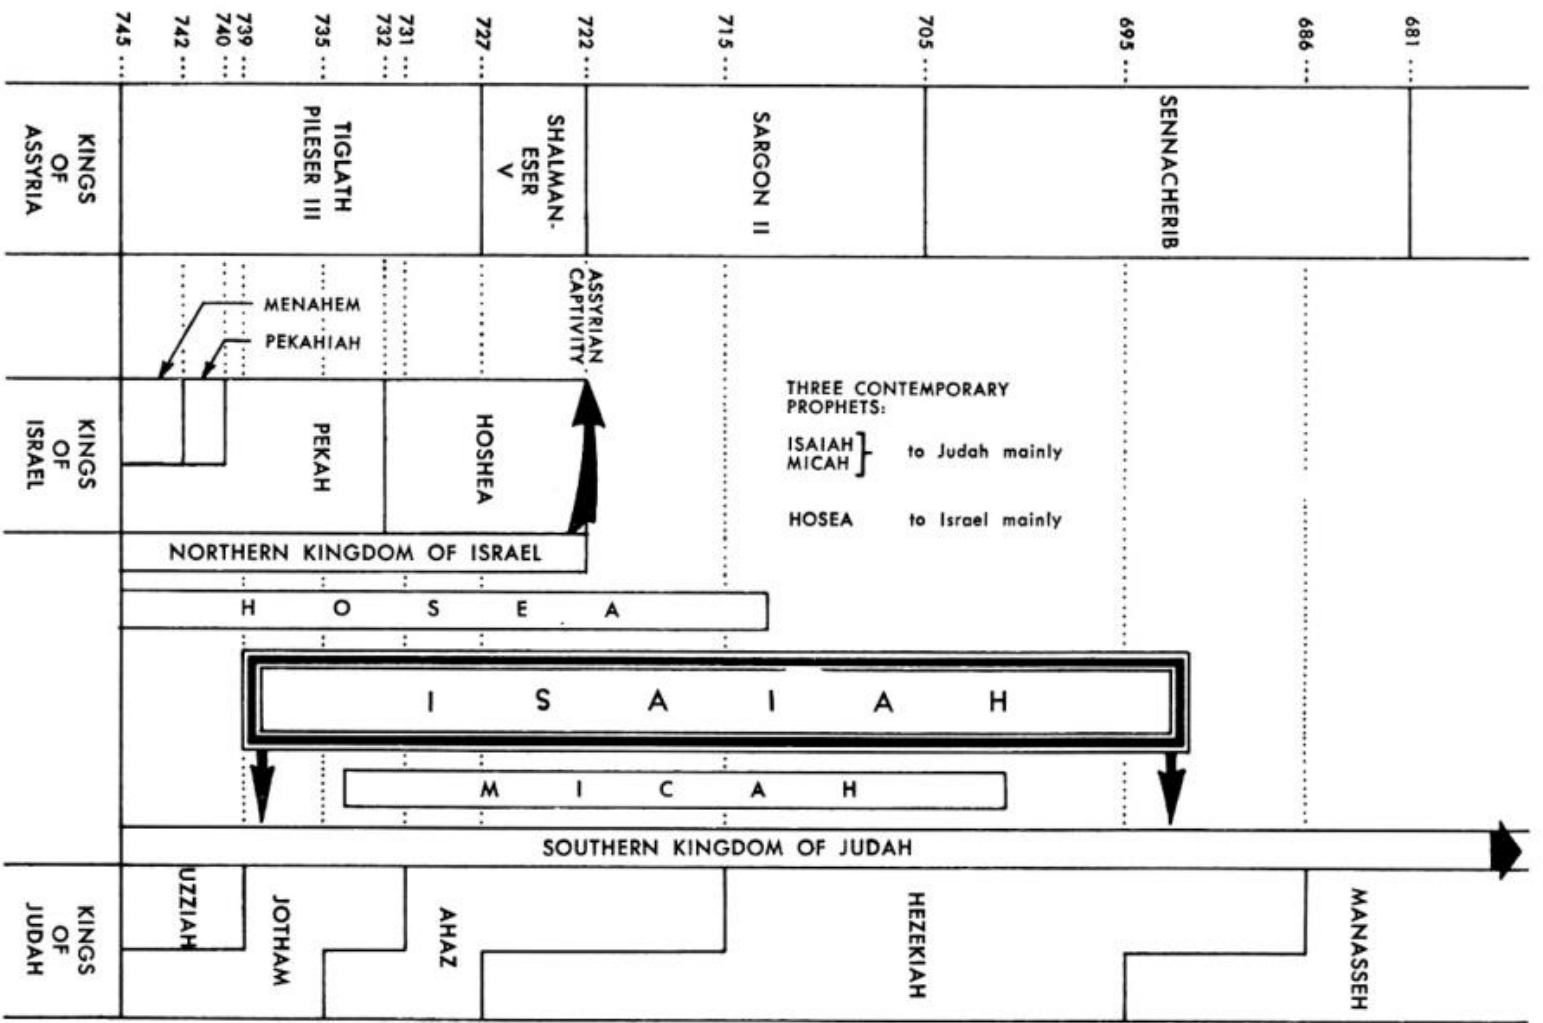 745
742
740
739
735
732
731
727
722
715
705
695
686
681
KINGS
OF
ASSYRIA
TIGLATH
PILESER III
SHALMAN-
ESER
V
SARGON II
SENNACHERIB
MENAHEM
PEKAHIAH
ASSYRIAN
CAPTIVITY
KINGS
OF
ISRAEL
PEKAH
HOSHEA
THREE CONTEMPORARY
PROPHETS:
ISAIAH
MICAH
to Judah mainly
HOSEA to Israel mainly
NORTHERN KINGDOM OF ISRAEL
H O S E A
I S A I A H
M I C A H
SOUTHERN KINGDOM OF JUDAH
KINGS
OF
JUDAH
UZZIAH
JOTHAM
AHAZ
HEZEKIAH
MANASSEH